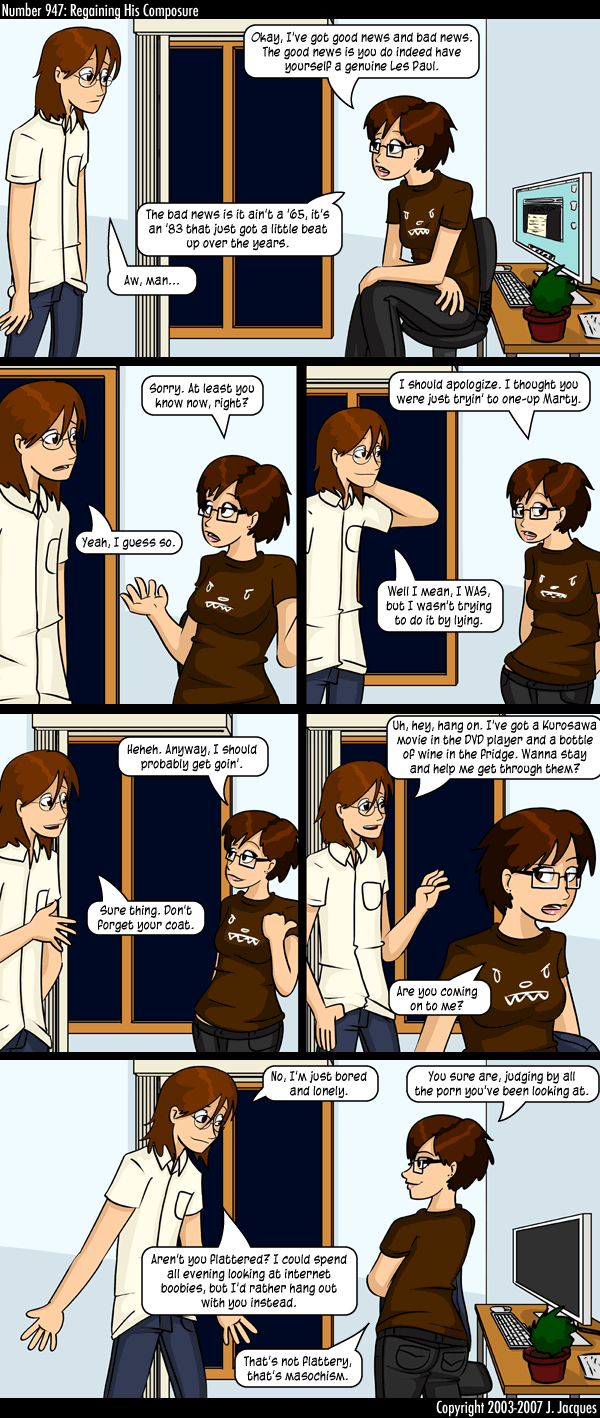 Number 947: Regaining His Composure
Okay, I've got good news and bad news.
The good news is you do indeed have
yourself a genuine Les Paul.
The bad news is it ain't a '65, it's
an '83 that just got a little beat
up over the years.
Aw, man...
Sorry. At least you
know now, right?
Yeah, I guess so.
I should apologize. I thought you
were just tryin' to one-up Marty.
Well I mean, I WAS,
but I wasn't trying
to do it by lying.
Heheh. Anyway, I should
probably get goin'.
Sure thing. Don't
forget your coat.
Uh, hey, hang on. I've got a Kurosawa
movie in the DVD player and a bottle
of wine in the fridge. Wanna stay
and help me get through them?
Are you coming
on to me?
No, I'm just bored
and lonely.
You sure are, judging by all
the porn you've been looking at.
Aren't you flattered? I could spend
all evening looking at internet
boobies, but I'd rather hang out
with you instead.
That's not flattery,
that's masochism.
Copyright 2003-2007 J. Jacques